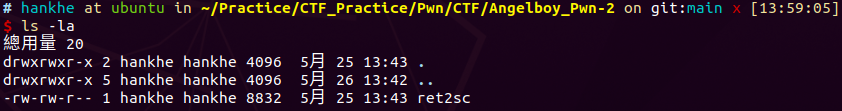 # hankhe at ubuntu in ~/Practice/CTF_Practice/Pwn/CTF/Angelboy_Pwn-2 on git:main x [13:59:05]
$ ls -la
總用量 20
drwxrwxr-x 2 hankhe hankhe 4096  5月 25 13:43 .
drwxrwxr-x 5 hankhe hankhe 4096  5月 26 13:42 ..
-rw-rw-r-- 1 hankhe hankhe 8832  5月 25 13:43 ret2sc